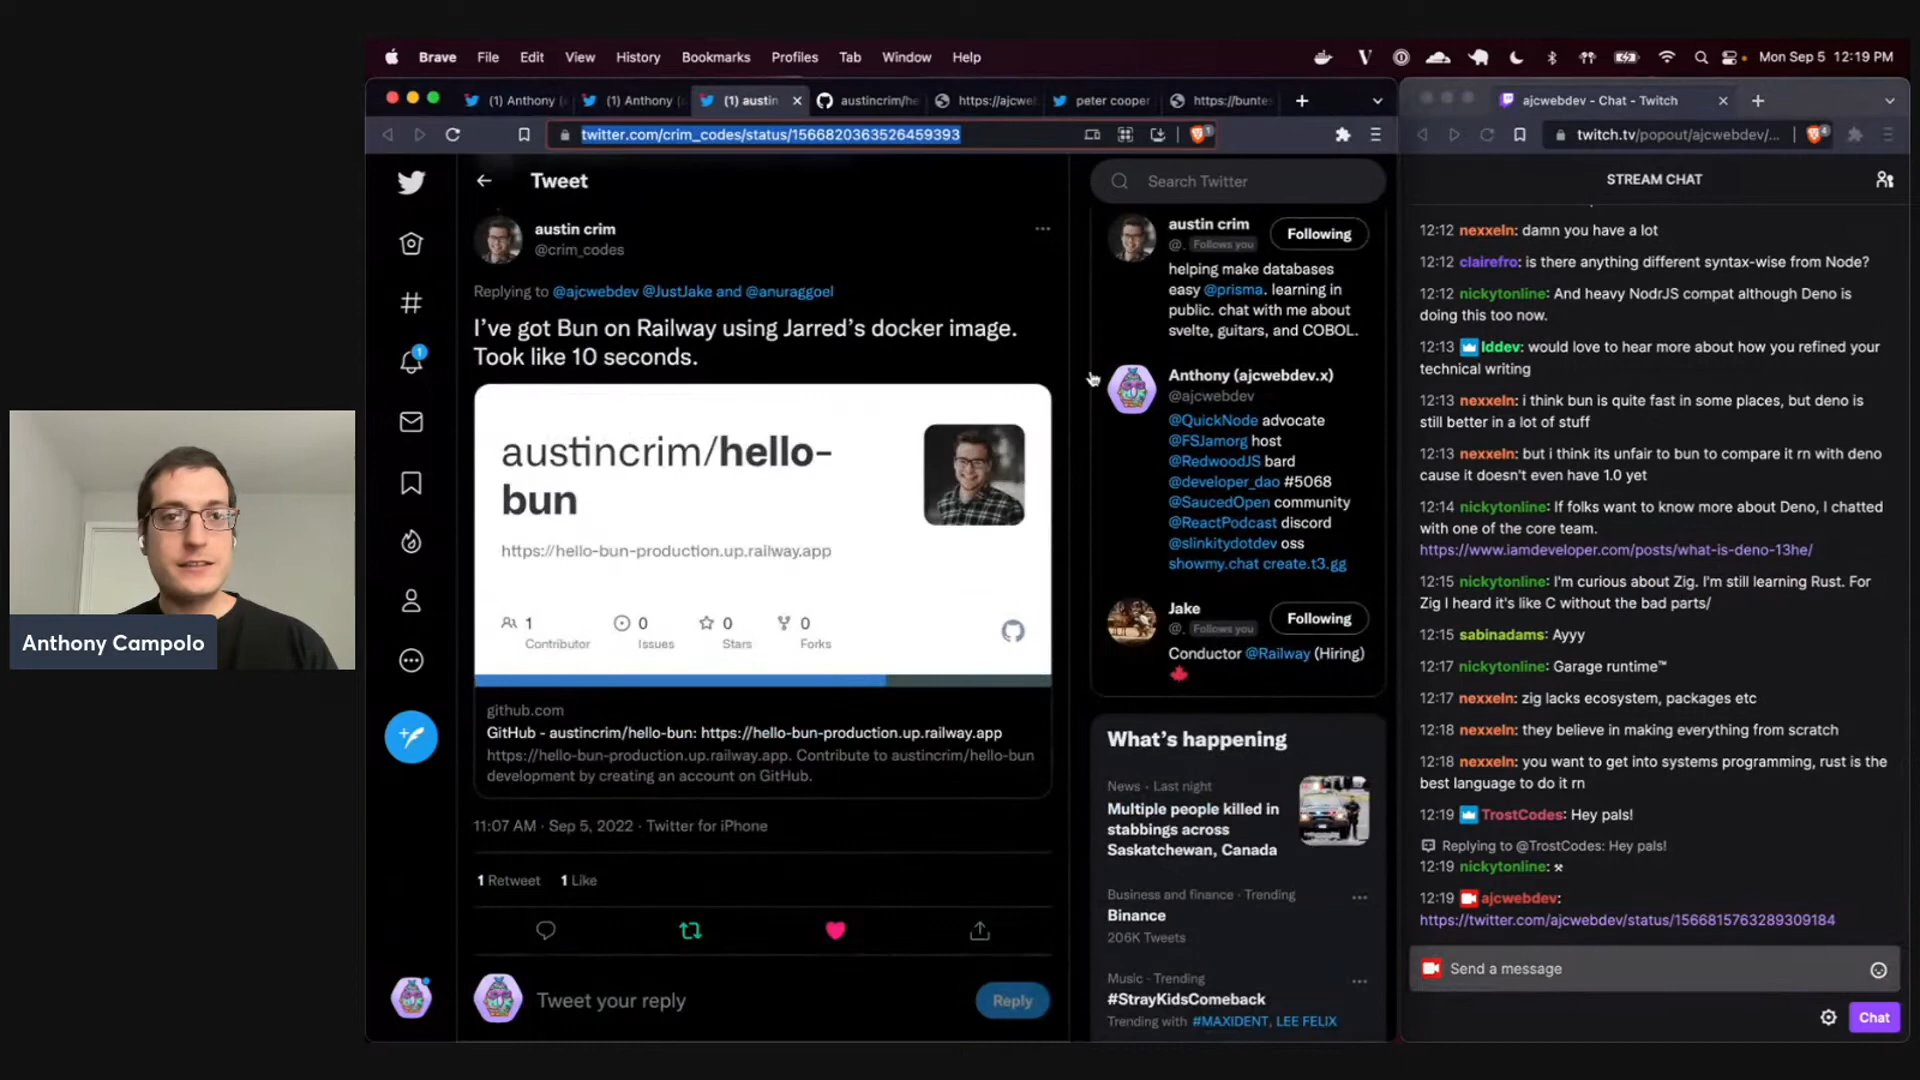 Brave File Edit View History Bookmarks Profiles Tab Window Help
V
Mon Sep 5 12:19 PM
(1) Anthony (
(1) Anthony (
(1) austin
austincrim/he
https://ajcwe
peter cooper
https://buntes
twitter.com/crim_codes/status/1566820363526459393
1
Tweet
austin crim
@crim_codes
Replying to @ajcwebdev @JustJake and @anuraggoel
I've got Bun on Railway using Jarred's docker image.
Took like 10 seconds.
austincrim/hello-
bun
https://hello-bun-production.up.railway.app
1
Contributor
0
Issues
0
Stars
0
Forks
github.com
GitHub - austincrim/hello-bun: https://hello-bun-production.up.railway.app
https://hello-bun-production.up.railway.app. Contribute to austincrim/hello-bun
development by creating an account on GitHub.
11:07 AM · Sep 5, 2022 · Twitter for iPhone
1 Retweet 1 Like
Tweet your reply
Reply
1
Search Twitter
austin crim
@. Follows you
Following
helping make databases
easy @prisma. learning in
public. chat with me about
svelte, guitars, and COBOL.
Anthony (ajcwebdev.x)
@ajcwebdev
@QuickNode advocate
@FSJamorg host
@RedwoodJS bard
@developer_dao #5068
@SaucedOpen community
@ReactPodcast discord
@slinkitydotdev oss
showmy.chat create.t3.gg
Jake
@. Follows you
Following
Conductor @Railway (Hiring)
What's happening
News · Last night
Multiple people killed in
stabbings across
Saskatchewan, Canada
Business and finance · Trending
Binance
206K Tweets
Music · Trending
#StrayKidsComeback
Trending with #MAXIDENT, LEE FELIX
ajcwebdev - Chat - Twitch
twitch.tv/popout/ajcwebdev/...
4
STREAM CHAT
12:12 nexxeln: damn you have a lot
12:12 clairefro: is there anything different syntax-wise from Node?
12:12 nickytonline: And heavy NodrJS compat although Deno is
doing this too now.
12:13 lddev: would love to hear more about how you refined your
technical writing
12:13 nexxeln: i think bun is quite fast in some places, but deno is
still better in a lot of stuff
12:13 nexxeln: but i think its unfair to bun to compare it rn with deno
cause it doesn't even have 1.0 yet
12:14 nickytonline: If folks want to know more about Deno, I chatted
with one of the core team.
https://www.iamdeveloper.com/posts/what-is-deno-13he/
12:15 nickytonline: I'm curious about Zig. I'm still learning Rust. For
Zig I heard it's like C without the bad parts/
12:15 sabinadams: Ayyy
12:17 nickytonline: Garage runtime™
12:17 nexxeln: zig lacks ecosystem, packages etc
12:18 nexxeln: they believe in making everything from scratch
12:18 nexxeln: you want to get into systems programming, rust is the
best language to do it rn
12:19 TrostCodes: Hey pals!
Replying to @TrostCodes: Hey pals!
12:19 nickytonline:
12:19 ajcwebdev:
https://twitter.com/ajcwebdev/status/1566815763289309184
Send a message
Chat
Anthony Campolo